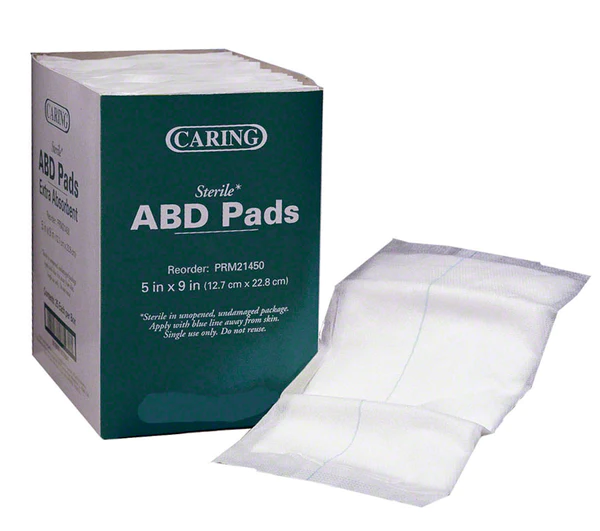 CARING
Sterile*
ABD Pads
Extra Absorbent
CARING
Sterile*
ABD Pads
Reorder: PRM21450
5 in x 9 in (12.7 cm x 22.8 cm)
*Sterile in unopened, undamaged package.
Apply with blue line away from skin.
Single use only. Do not reuse.